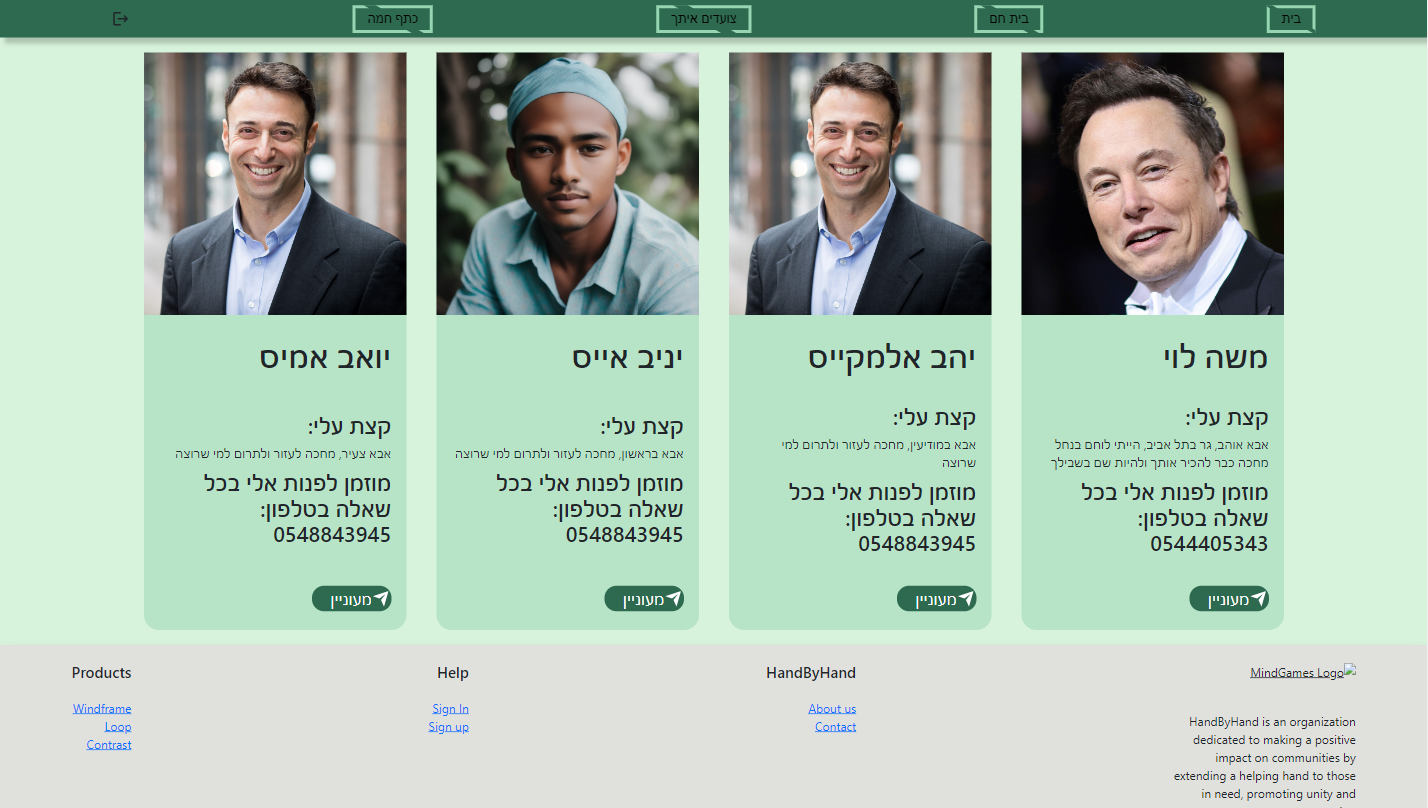 בית
בית חם
צועדים איתך
כתף חמה
משה לוי
קצת עלי:
אבא אוהב, גר בתל אביב, הייתי לוחם בנחל
מחכה כבר להכיר אותך ולהיות שם בשבילך
מוזמן לפנות אלי בכל
שאלה בטלפון:
0544405343
מעוניין
יהב אלמקייס
קצת עלי:
אבא במודיעין, מחכה לעזור ולתרום למי
שרוצה
מוזמן לפנות אלי בכל
שאלה בטלפון:
0548843945
מעוניין
יניב אייס
קצת עלי:
אבא בראשון, מחכה לעזור ולתרום למי שרוצה
מוזמן לפנות אלי בכל
שאלה בטלפון:
0548843945
מעוניין
יואב אמיס
קצת עלי:
אבא צעיר, מחכה לעזור ולתרום למי שרוצה
מוזמן לפנות אלי בכל
שאלה בטלפון:
0548843945
מעוניין
MindGames Logo
HandByHand is an organization
dedicated to making a positive
impact on communities by
extending a helping hand to those
in need, promoting unity and
HandByHand
About us
Contact
Help
Sign In
Sign up
Products
Windframe
Loop
Contrast